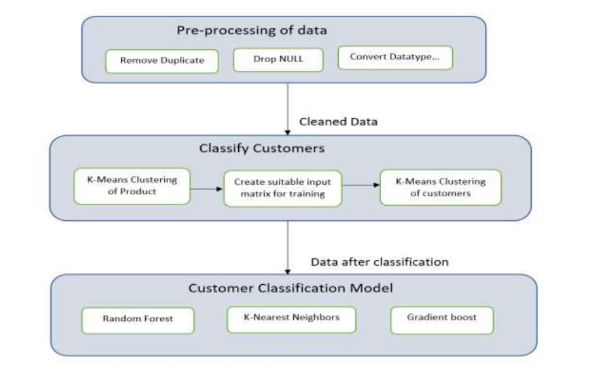 Pre-processing of data
Remove Duplicate
Drop NULL
Convert Datatype...
Cleaned Data
Classify Customers
K-Means Clustering
of Product
Create suitable input
matrix for training
K-Means Clustering
of customers
Data after classification
Customer Classification Model
Random Forest
K-Nearest Neighbors
Gradient boost